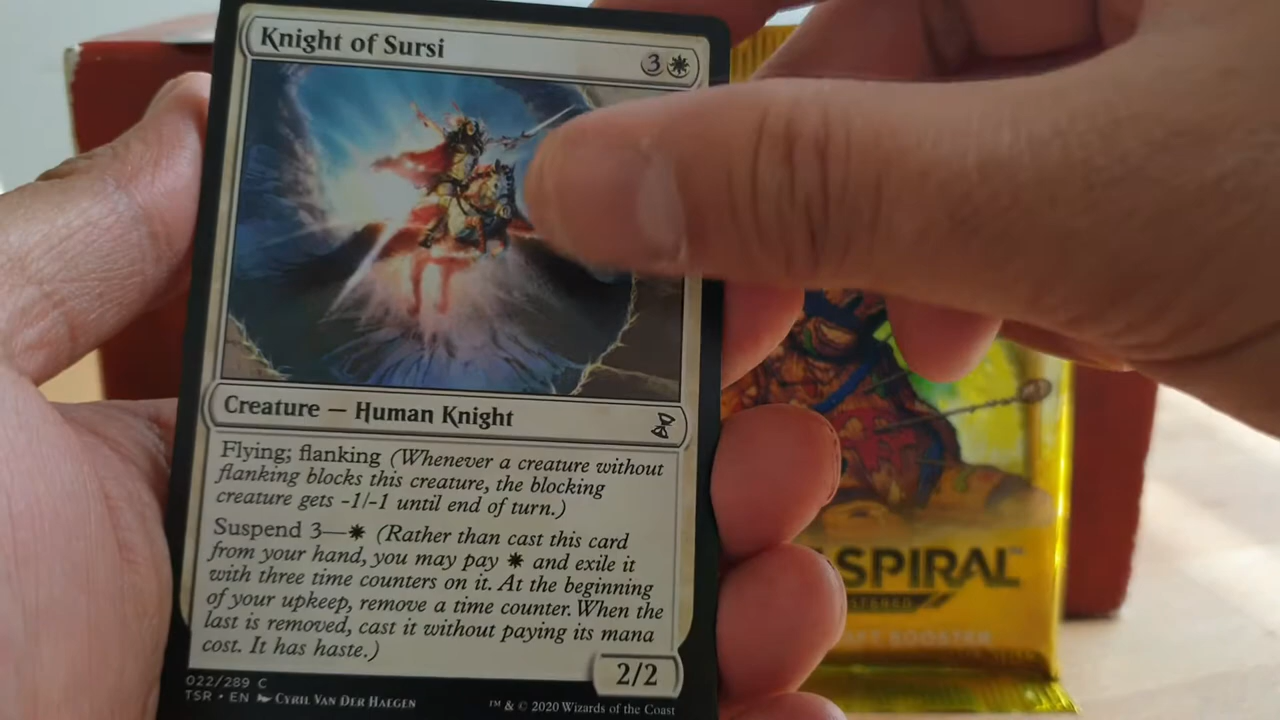 Knight of Sursi
3
Creature — Human Knight
Flying; flanking (Whenever a creature without
flanking blocks this creature, the blocking
creature gets -1/-1 until end of turn.)
Suspend 3— (Rather than cast this card
from your hand, you may pay and exile it
with three time counters on it. At the beginning
of your upkeep, remove a time counter. When the
last is removed, cast it without paying its mana
cost. It has haste.)
2/2
022/289 C
TSR • EN Cyril Van Der Haegen
™ & © 2020 Wizards of the Coast
SPIRAL™
BOOSTER